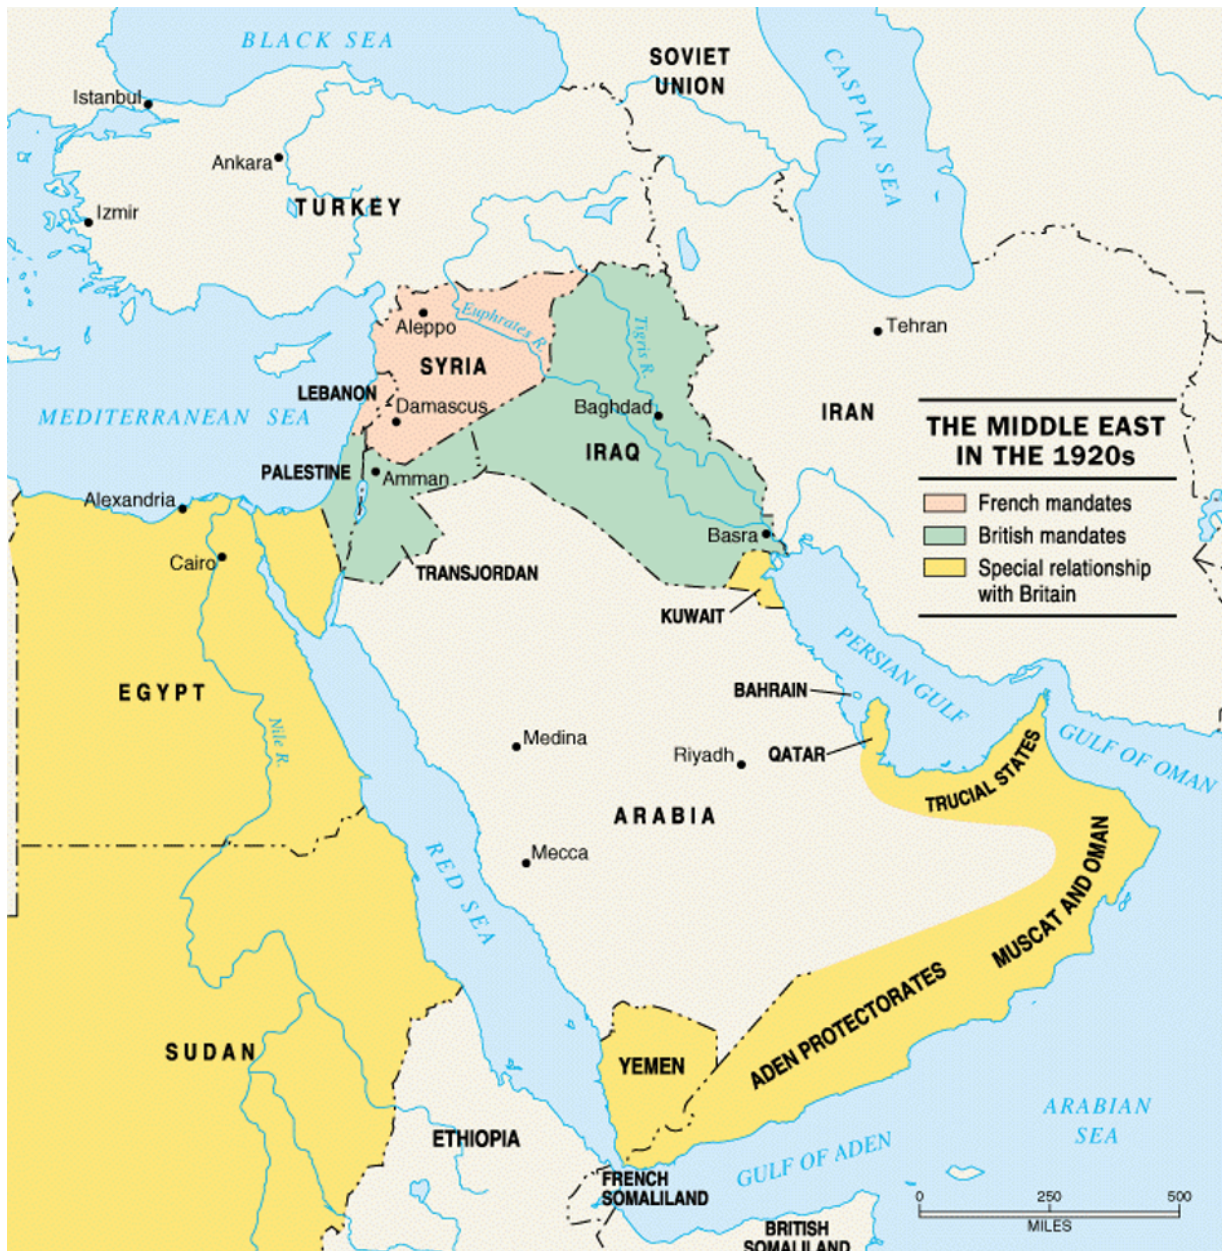 BLACK SEA
SOVIET
UNION
CASPIAN SEA
Istanbul
Ankara
TURKEY
Izmir
Euphrates R.
Tigris R.
Aleppo
SYRIA
Tehran
LEBANON
Damascus
Baghdad
MEDITERRANEAN SEA
IRAN
IRAQ
PALESTINE
Amman
Alexandria
Basra
Cairo
TRANSJORDAN
KUWAIT
THE MIDDLE EAST
IN THE 1920s
French mandates
British mandates
Special relationship
with Britain
PERSIAN GULF
EGYPT
BAHRAIN
Nile R.
Medina
Riyadh
QATAR
GULF OF OMAN
TRUCIAL STATES
ARABIA
Mecca
RED SEA
MUSCAT AND OMAN
ADEN PROTECTORATES
SUDAN
YEMEN
ETHIOPIA
ARABIAN
SEA
GULF OF ADEN
FRENCH
SOMALILAND
0 250 500
MILES
BRITISH
SOMALILAND